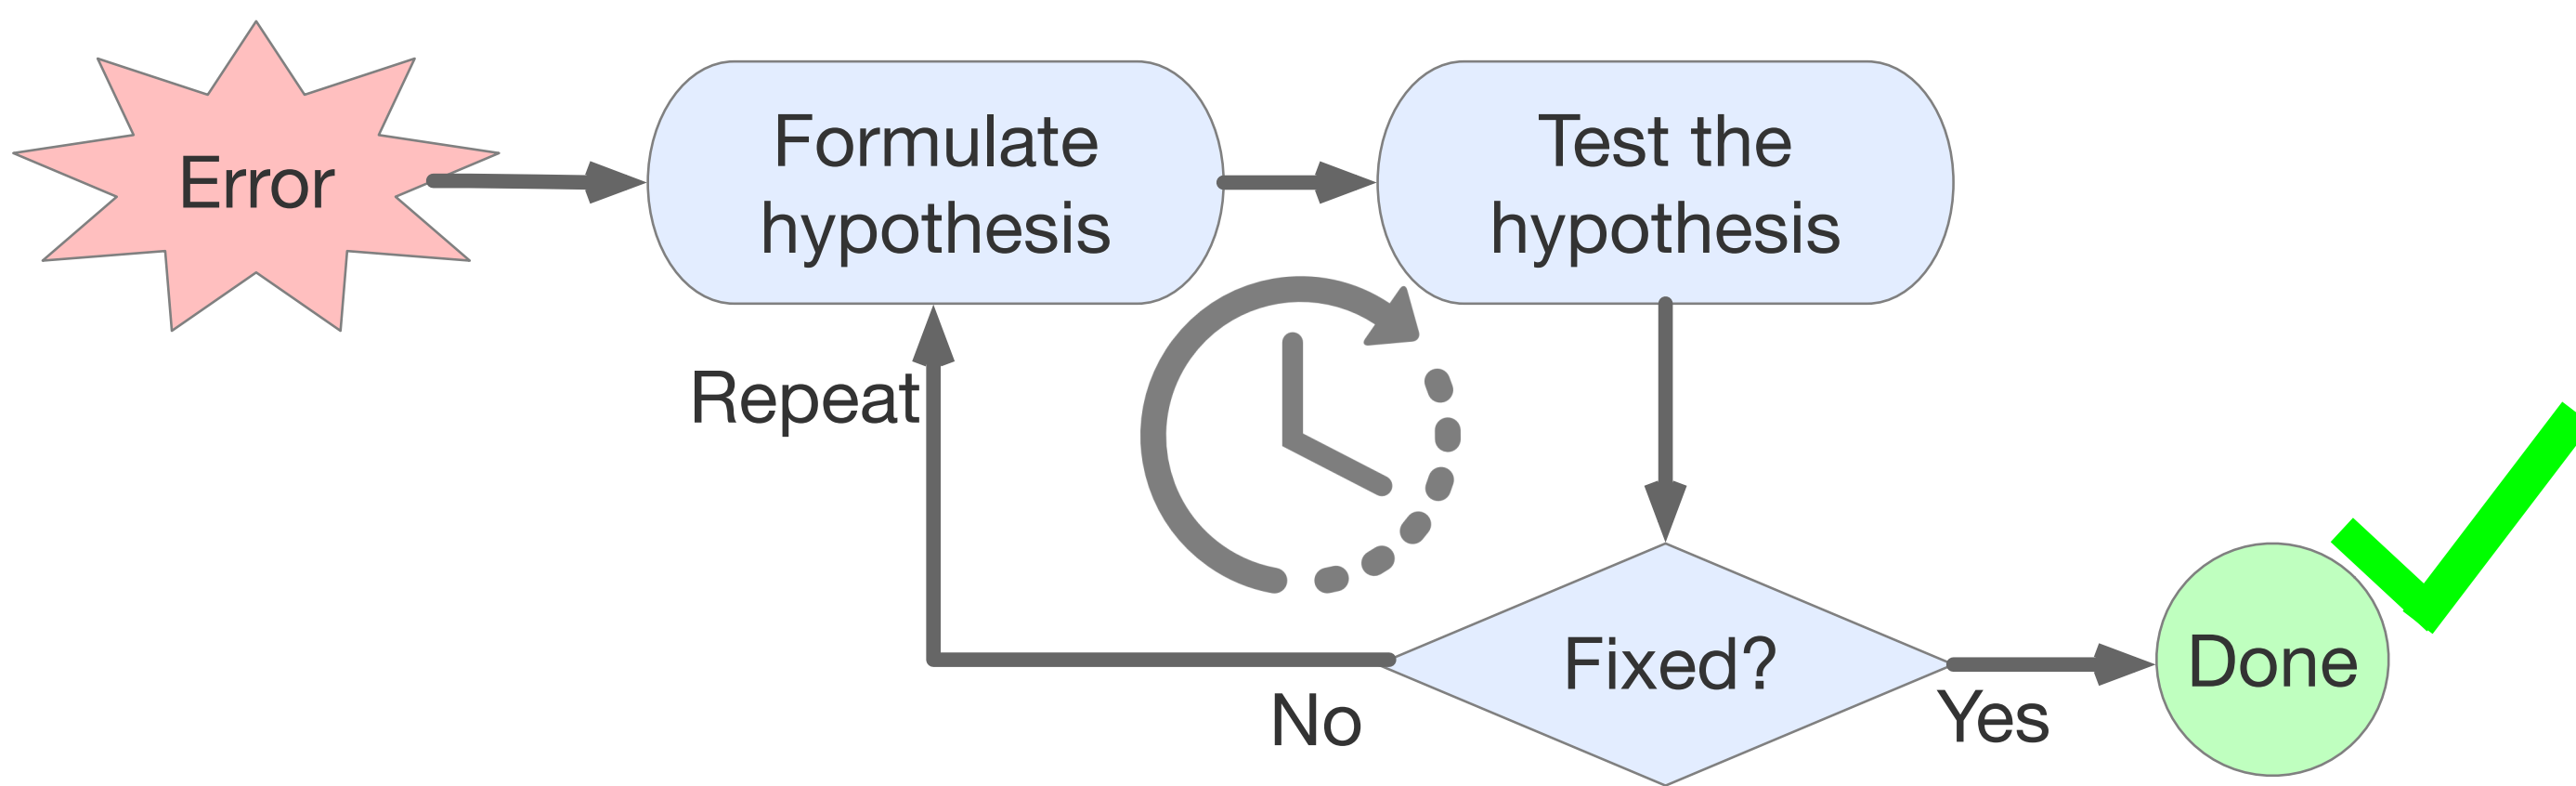 Error
Formulate
hypothesis
Test the
hypothesis
Repeat
Fixed?
No
Yes
Done